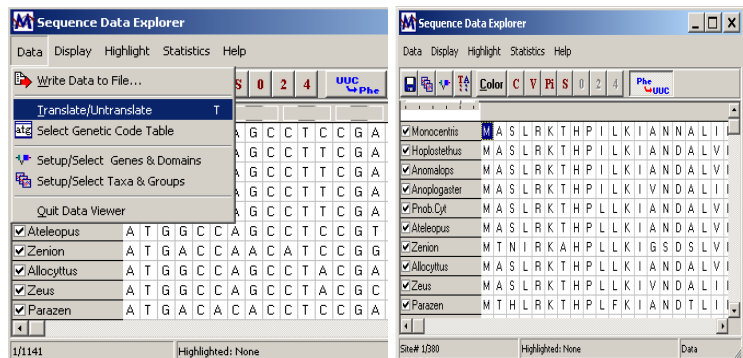 Sequence Data Explorer
Data Display Highlight Statistics Help
Write Data to File...
Translate/Untranslate T
Select Genetic Code Table
Setup/Select Genes & Domains
Setup/Select Taxa & Groups
Quit Data Viewer
S 0 2 4 UUC Phe
A G C C T C C G A
A G C C T T C G A
A G C C T T C G A
A G C C T T C G A
A G C C T T C G A
Ateleopus A T G G C C A G C C T C C G T
Zenion A T G A C C A A C A T C C G G
Allocyttus A T G G C C A G C C T A C G A
Zeus A T G G C C A G C C T A C G C
Parazen A T G A C A C A C C T C C G A
1/1141 Highlighted: None
Sequence Data Explorer
Data Display Highlight Statistics Help
Color C V Pi S 0 2 4 Phe UUC
Monocentris M A S L R K T H P I L K I A N N A L I
Hoplostethus M A S L R K T H P L L K I A N D A L V
Anomalops M A S L R K T H P I L K I A N D A L V
Anoplogaster M A S L R K T H P L L K I V N D A L I
Pnob.Cyt M A S L R K T H P L L K I A N D A L V
Ateleopus M A S L R K T H P L L K I A N D A L V
Zenion M T N I R K A H P L L K I G S D S L V
Allocyttus M A S L R K T H P L L K I A N D A L V
Zeus M A S L R K T H P L L K I V N D A L I
Parazen M T H L R K T H P L F K I A N D T L I
Site# 1/380 Highlighted: None Data